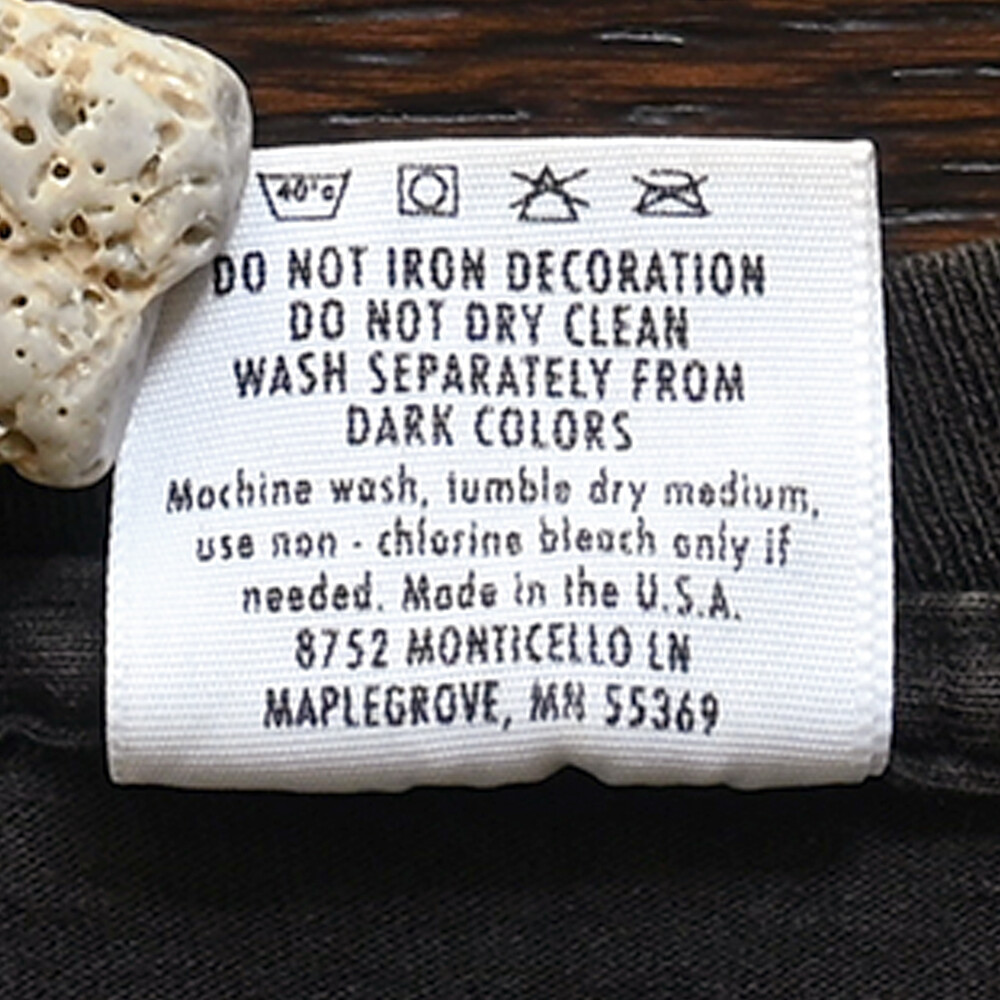 40°c
DO NOT IRON DECORATION
DO NOT DRY CLEAN
WASH SEPARATELY FROM
DARK COLORS
Machine wash, tumble dry medium,
use non - chlorine bleach only if
needed. Made in the U.S.A.
8752 MONTICELLO LN
MAPLEGROVE, MN 55369